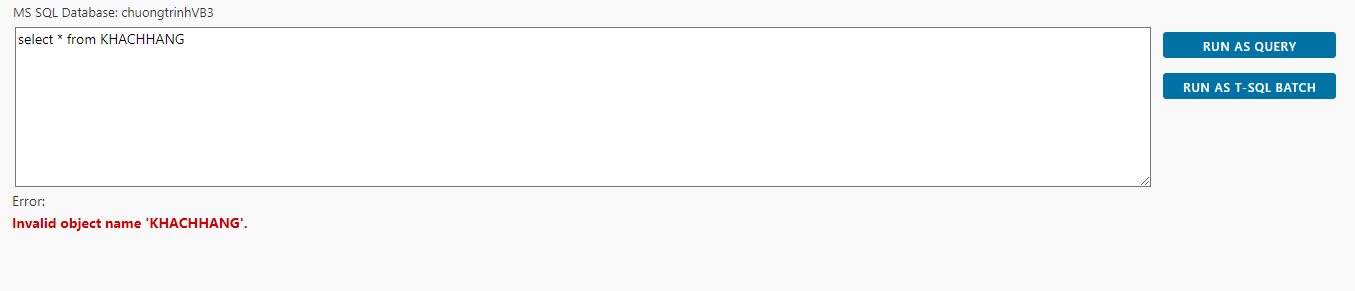 MS SQL Database: chuongtrinhVB3
select * from KHACHHANG
RUN AS QUERY
RUN AS T-SQL BATCH
Error:
Invalid object name 'KHACHHANG'.